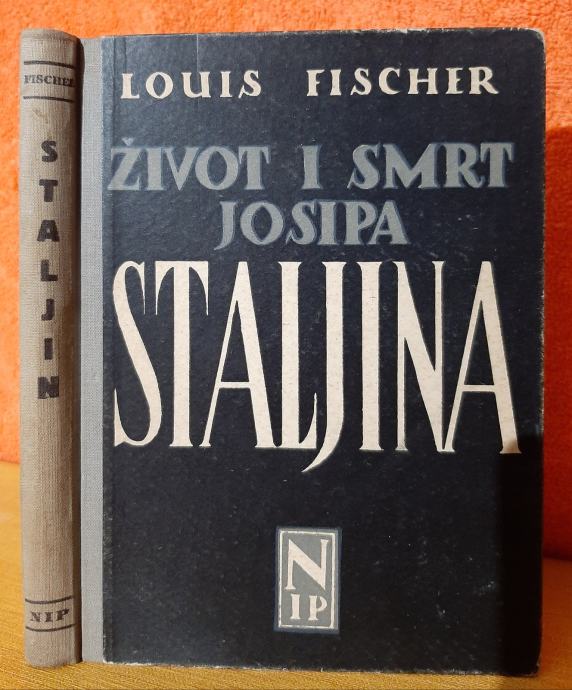 FISCHER
STALJIN
NIP
LOUIS FISCHER
ŽIVOT I SMRT
JOSIPA
STALJINA
N
IP